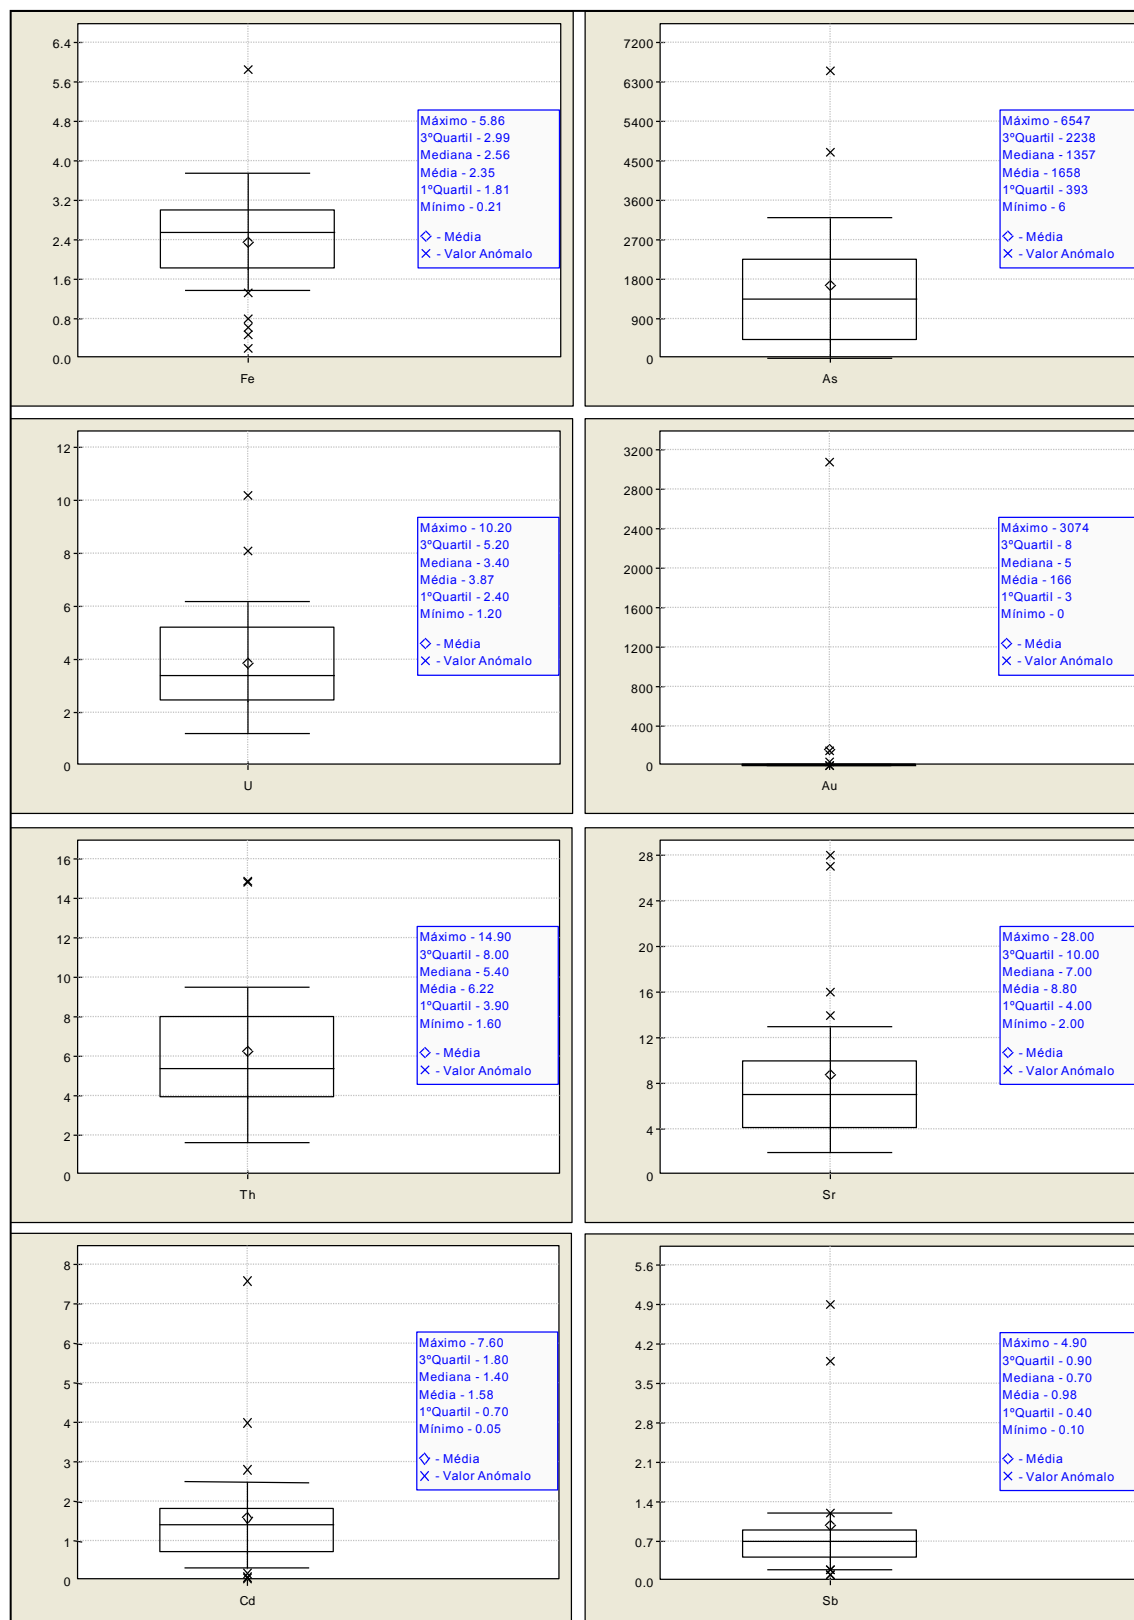 6.4
5.6
4.8
4.0
3.2
2.4
1.6
0.8
0.0
Fe
Máximo - 5.86
3ºQuartil - 2.99
Mediana - 2.56
Média - 2.35
1ºQuartil - 1.81
Mínimo - 0.21
- Média
- Valor Anómalo
7200
6300
5400
4500
3600
2700
1800
900
0
As
Máximo - 6547
3ºQuartil - 2238
Mediana - 1357
Média - 1658
1ºQuartil - 393
Mínimo - 6
- Média
- Valor Anómalo
12
10
8
6
4
2
0
U
Máximo - 10.20
3ºQuartil - 5.20
Mediana - 3.40
Média - 3.87
1ºQuartil - 2.40
Mínimo - 1.20
- Média
- Valor Anómalo
3200
2800
2400
2000
1600
1200
800
400
0
Au
Máximo - 3074
3ºQuartil - 8
Mediana - 5
Média - 166
1ºQuartil - 3
Mínimo - 0
- Média
- Valor Anómalo
16
14
12
10
8
6
4
2
0
Th
Máximo - 14.90
3ºQuartil - 8.00
Mediana - 5.40
Média - 6.22
1ºQuartil - 3.90
Mínimo - 1.60
- Média
- Valor Anómalo
28
24
20
16
12
8
4
0
Sr
Máximo - 28.00
3ºQuartil - 10.00
Mediana - 7.00
Média - 8.80
1ºQuartil - 4.00
Mínimo - 2.00
- Média
- Valor Anómalo
8
7
6
5
4
3
2
1
0
Cd
Máximo - 7.60
3ºQuartil - 1.80
Mediana - 1.40
Média - 1.58
1ºQuartil - 0.70
Mínimo - 0.05
- Média
- Valor Anómalo
5.6
4.9
4.2
3.5
2.8
2.1
1.4
0.7
0.0
Sb
Máximo - 4.90
3ºQuartil - 0.90
Mediana - 0.70
Média - 0.98
1ºQuartil - 0.40
Mínimo - 0.10
- Média
- Valor Anómalo